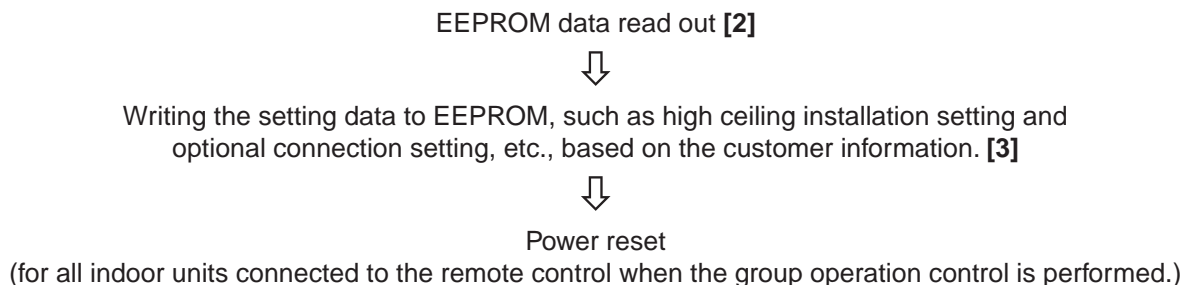 EEPROM data read out [2]
⇩
Writing the setting data to EEPROM, such as high ceiling installation setting and
optional connection setting, etc., based on the customer information. [3]
⇩
Power reset
(for all indoor units connected to the remote control when the group operation control is performed.)